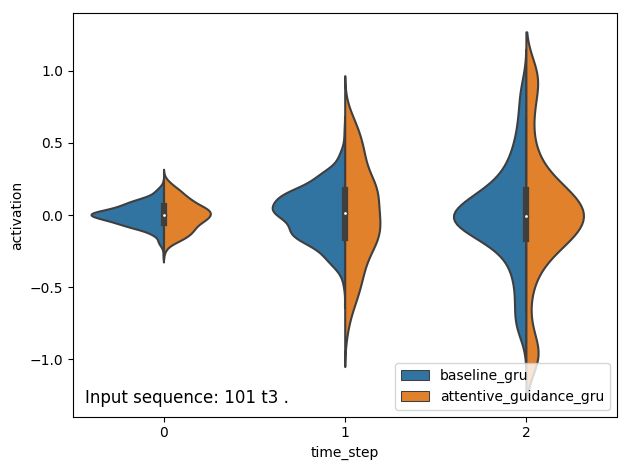 1.0
0.5
0.0
−0.5
−1.0
activation
Input sequence: 101 t3 .
baseline_gru
attentive_guidance_gru
0
1
2
time_step